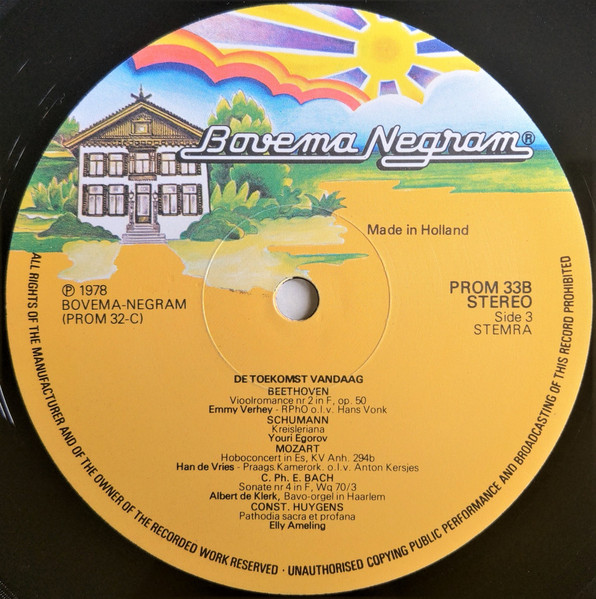 Bovema Negram®
Made in Holland
℗ 1978
BOVEMA-NEGRAM
(PROM 32-C)
PROM 33B
STEREO
Side 3
STEMRA
DE TOEKOMST VANDAAG
BEETHOVEN
Vioolromance nr 2 in F, op. 50
Emmy Verhey - RPhO o.l.v. Hans Vonk
SCHUMANN
Kreisleriana
Youri Egorov
MOZART
Hoboconcert in Es, KV Anh. 294b
Han de Vries - Praags Kamerork. o.l.v. Anton Kersjes
C. Ph. E. BACH
Sonate nr 4 in F, Wq 70/3
Albert de Klerk, Bavo-orgel in Haarlem
CONST. HUYGENS
Pathodia sacra et profana
Elly Ameling
ALL RIGHTS OF THE MANUFACTURER AND OF THE OWNER OF THE RECORDED WORK RESERVED · UNAUTHORISED COPYING PUBLIC PERFORMANCE AND BROADCASTING OF THIS RECORD PROHIBITED